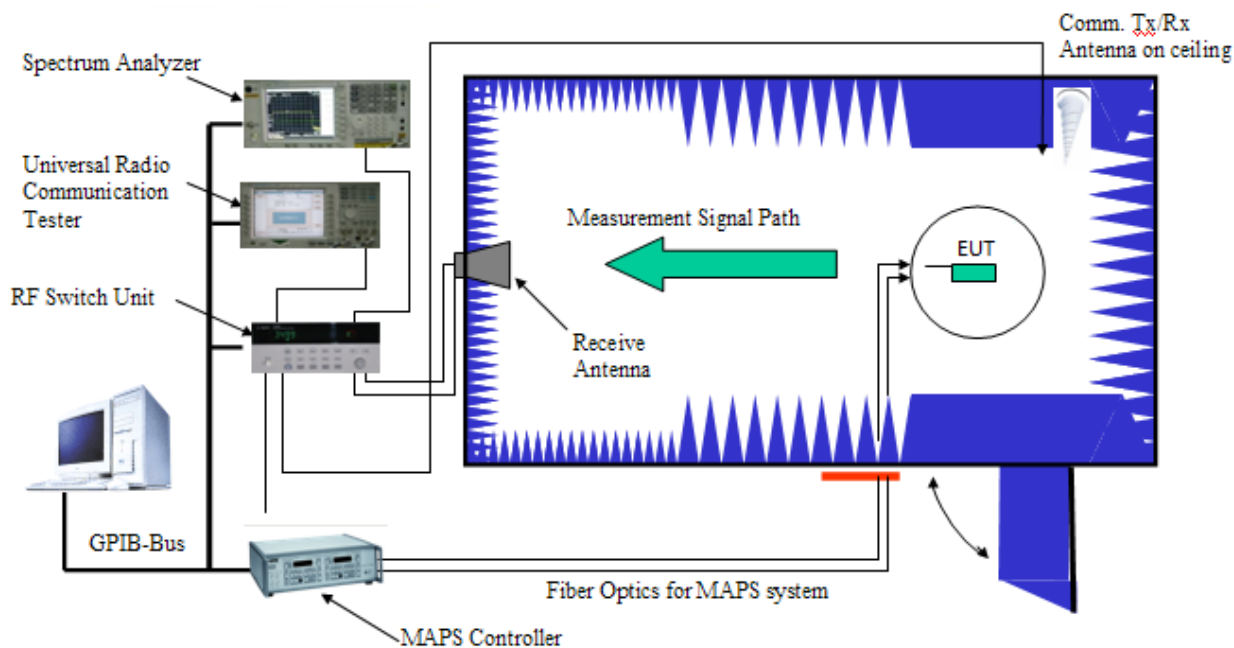 Comm. Tx/Rx
Antenna on ceiling
Spectrum Analyzer
Universal Radio
Communication
Tester
Measurement Signal Path
EUT
RF Switch Unit
Receive
Antenna
GPIB-Bus
Fiber Optics for MAPS system
MAPS Controller